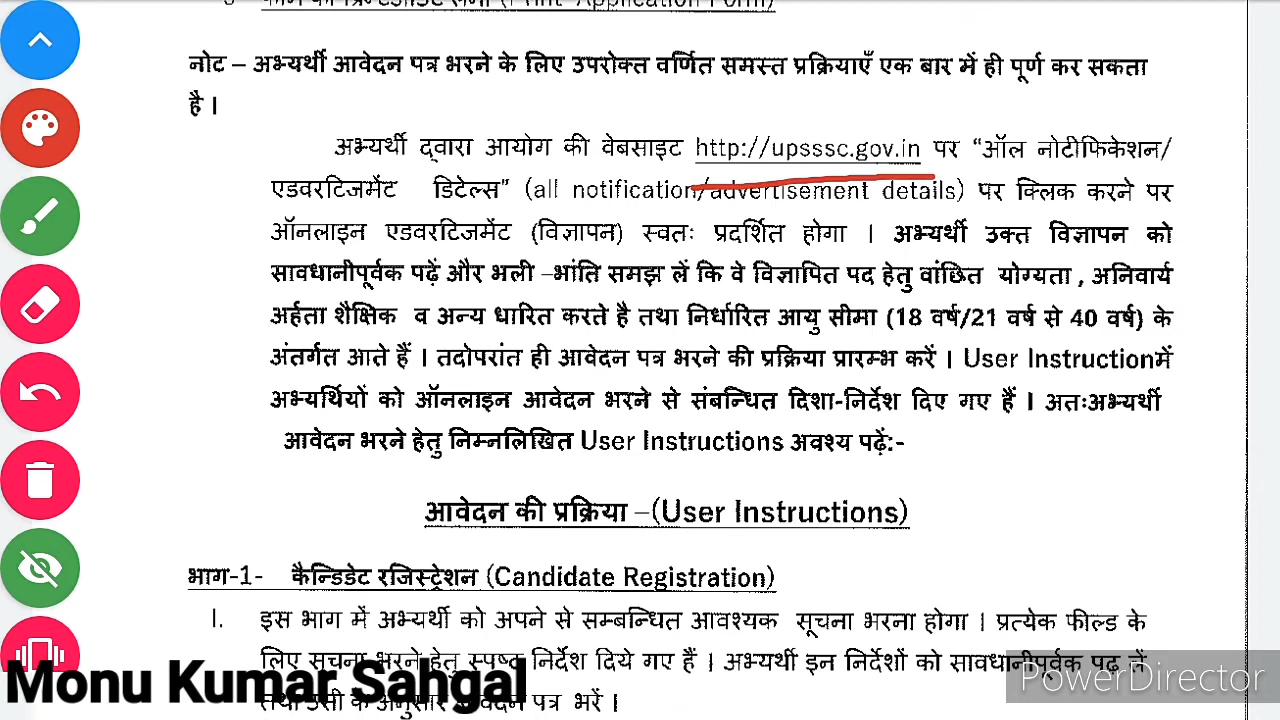 (Print Application Form)
नोट – अभ्यर्थी आवेदन पत्र भरने के लिए उपरोक्त वर्णित समस्त प्रक्रियाएँ एक बार में ही पूर्ण कर सकता
है ।
अभ्यर्थी द्वारा आयोग की वेबसाइट http://upsssc.gov.in पर “ऑल नोटीफिकेशन/
एडवरटिजमेंट डिटेल्स” (all notification/advertisement details) पर क्लिक करने पर
ऑनलाइन एडवरटिजमेंट (विज्ञापन) स्वतः प्रदर्शित होगा । अभ्यर्थी उक्त विज्ञापन को
सावधानीपूर्वक पढ़ें और भली –भांति समझ लें कि वे विज्ञापित पद हेतु वांछित योग्यता , अनिवार्य
अर्हता शैक्षिक व अन्य धारित करते है तथा निर्धारित आयु सीमा (18 वर्ष/21 वर्ष से 40 वर्ष) के
अंतर्गत आते हैं । तदोपरांत ही आवेदन पत्र भरने की प्रक्रिया प्रारम्भ करें । User Instructionमें
अभ्यर्थियों को ऑनलाइन आवेदन भरने से संबन्धित दिशा-निर्देश दिए गए हैं । अतःअभ्यर्थी
आवेदन भरने हेतु निम्नलिखित User Instructions अवश्य पढ़ें:-
आवेदन की प्रक्रिया –(User Instructions)
भाग-1- कैन्डिडेट रजिस्ट्रेशन (Candidate Registration)
I. इस भाग में अभ्यर्थी को अपने से सम्बन्धित आवश्यक सूचना भरना होगा । प्रत्येक फील्ड के
लिए सूचना भरने हेतु स्पष्ट निर्देश दिये गए हैं । अभ्यर्थी इन निर्देशों को सावधानीपूर्वक पढ़ लें
तथा उसी के अनुसार आवेदन पत्र भरें ।
Monu Kumar Sahgal
PowerDirector